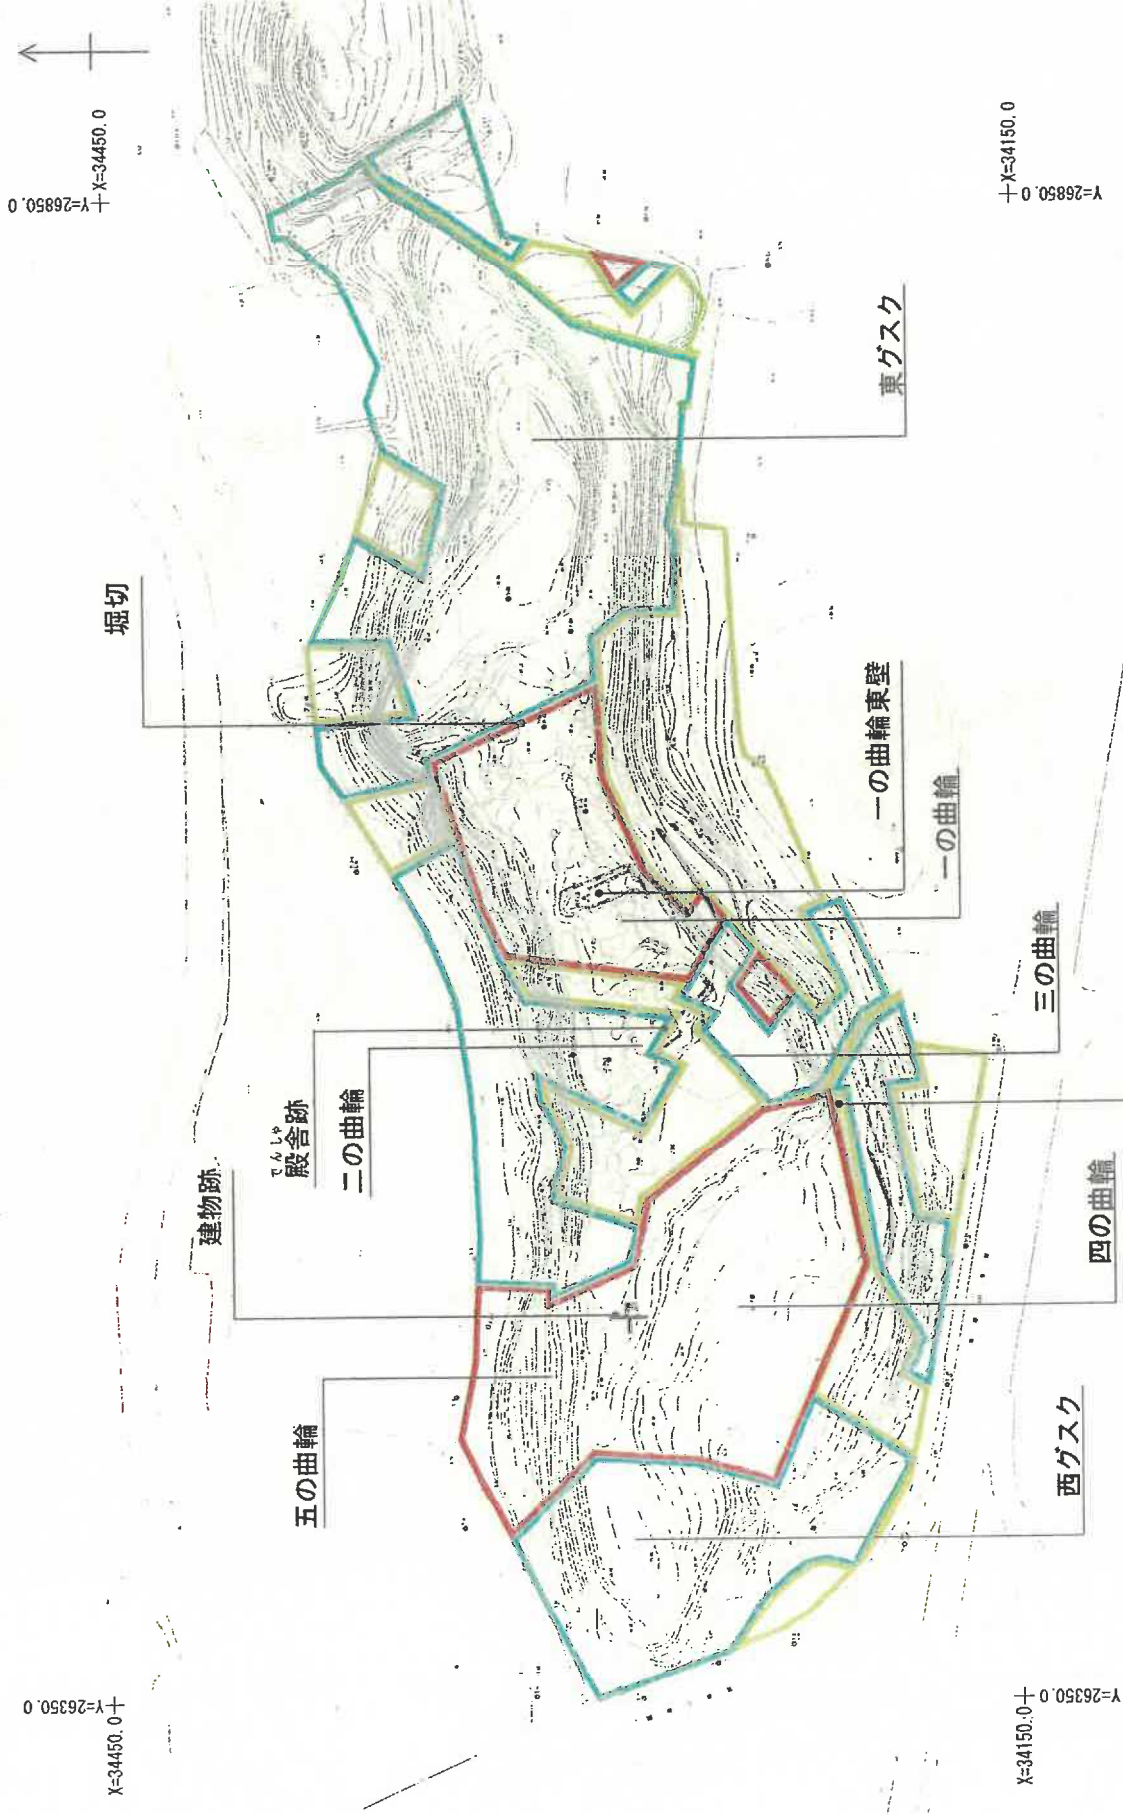 X=34450.0
Y=26850.0
X=34150.0
Y=26850.0
堀切
東グスク
一の曲輪東壁
一の曲輪
三の曲輪
建物跡
でんしゃ
殿舎跡
二の曲輪
四の曲輪
五の曲輪
西グスク
X=34450.0
Y=26350.0
X=34150.0
Y=26350.0